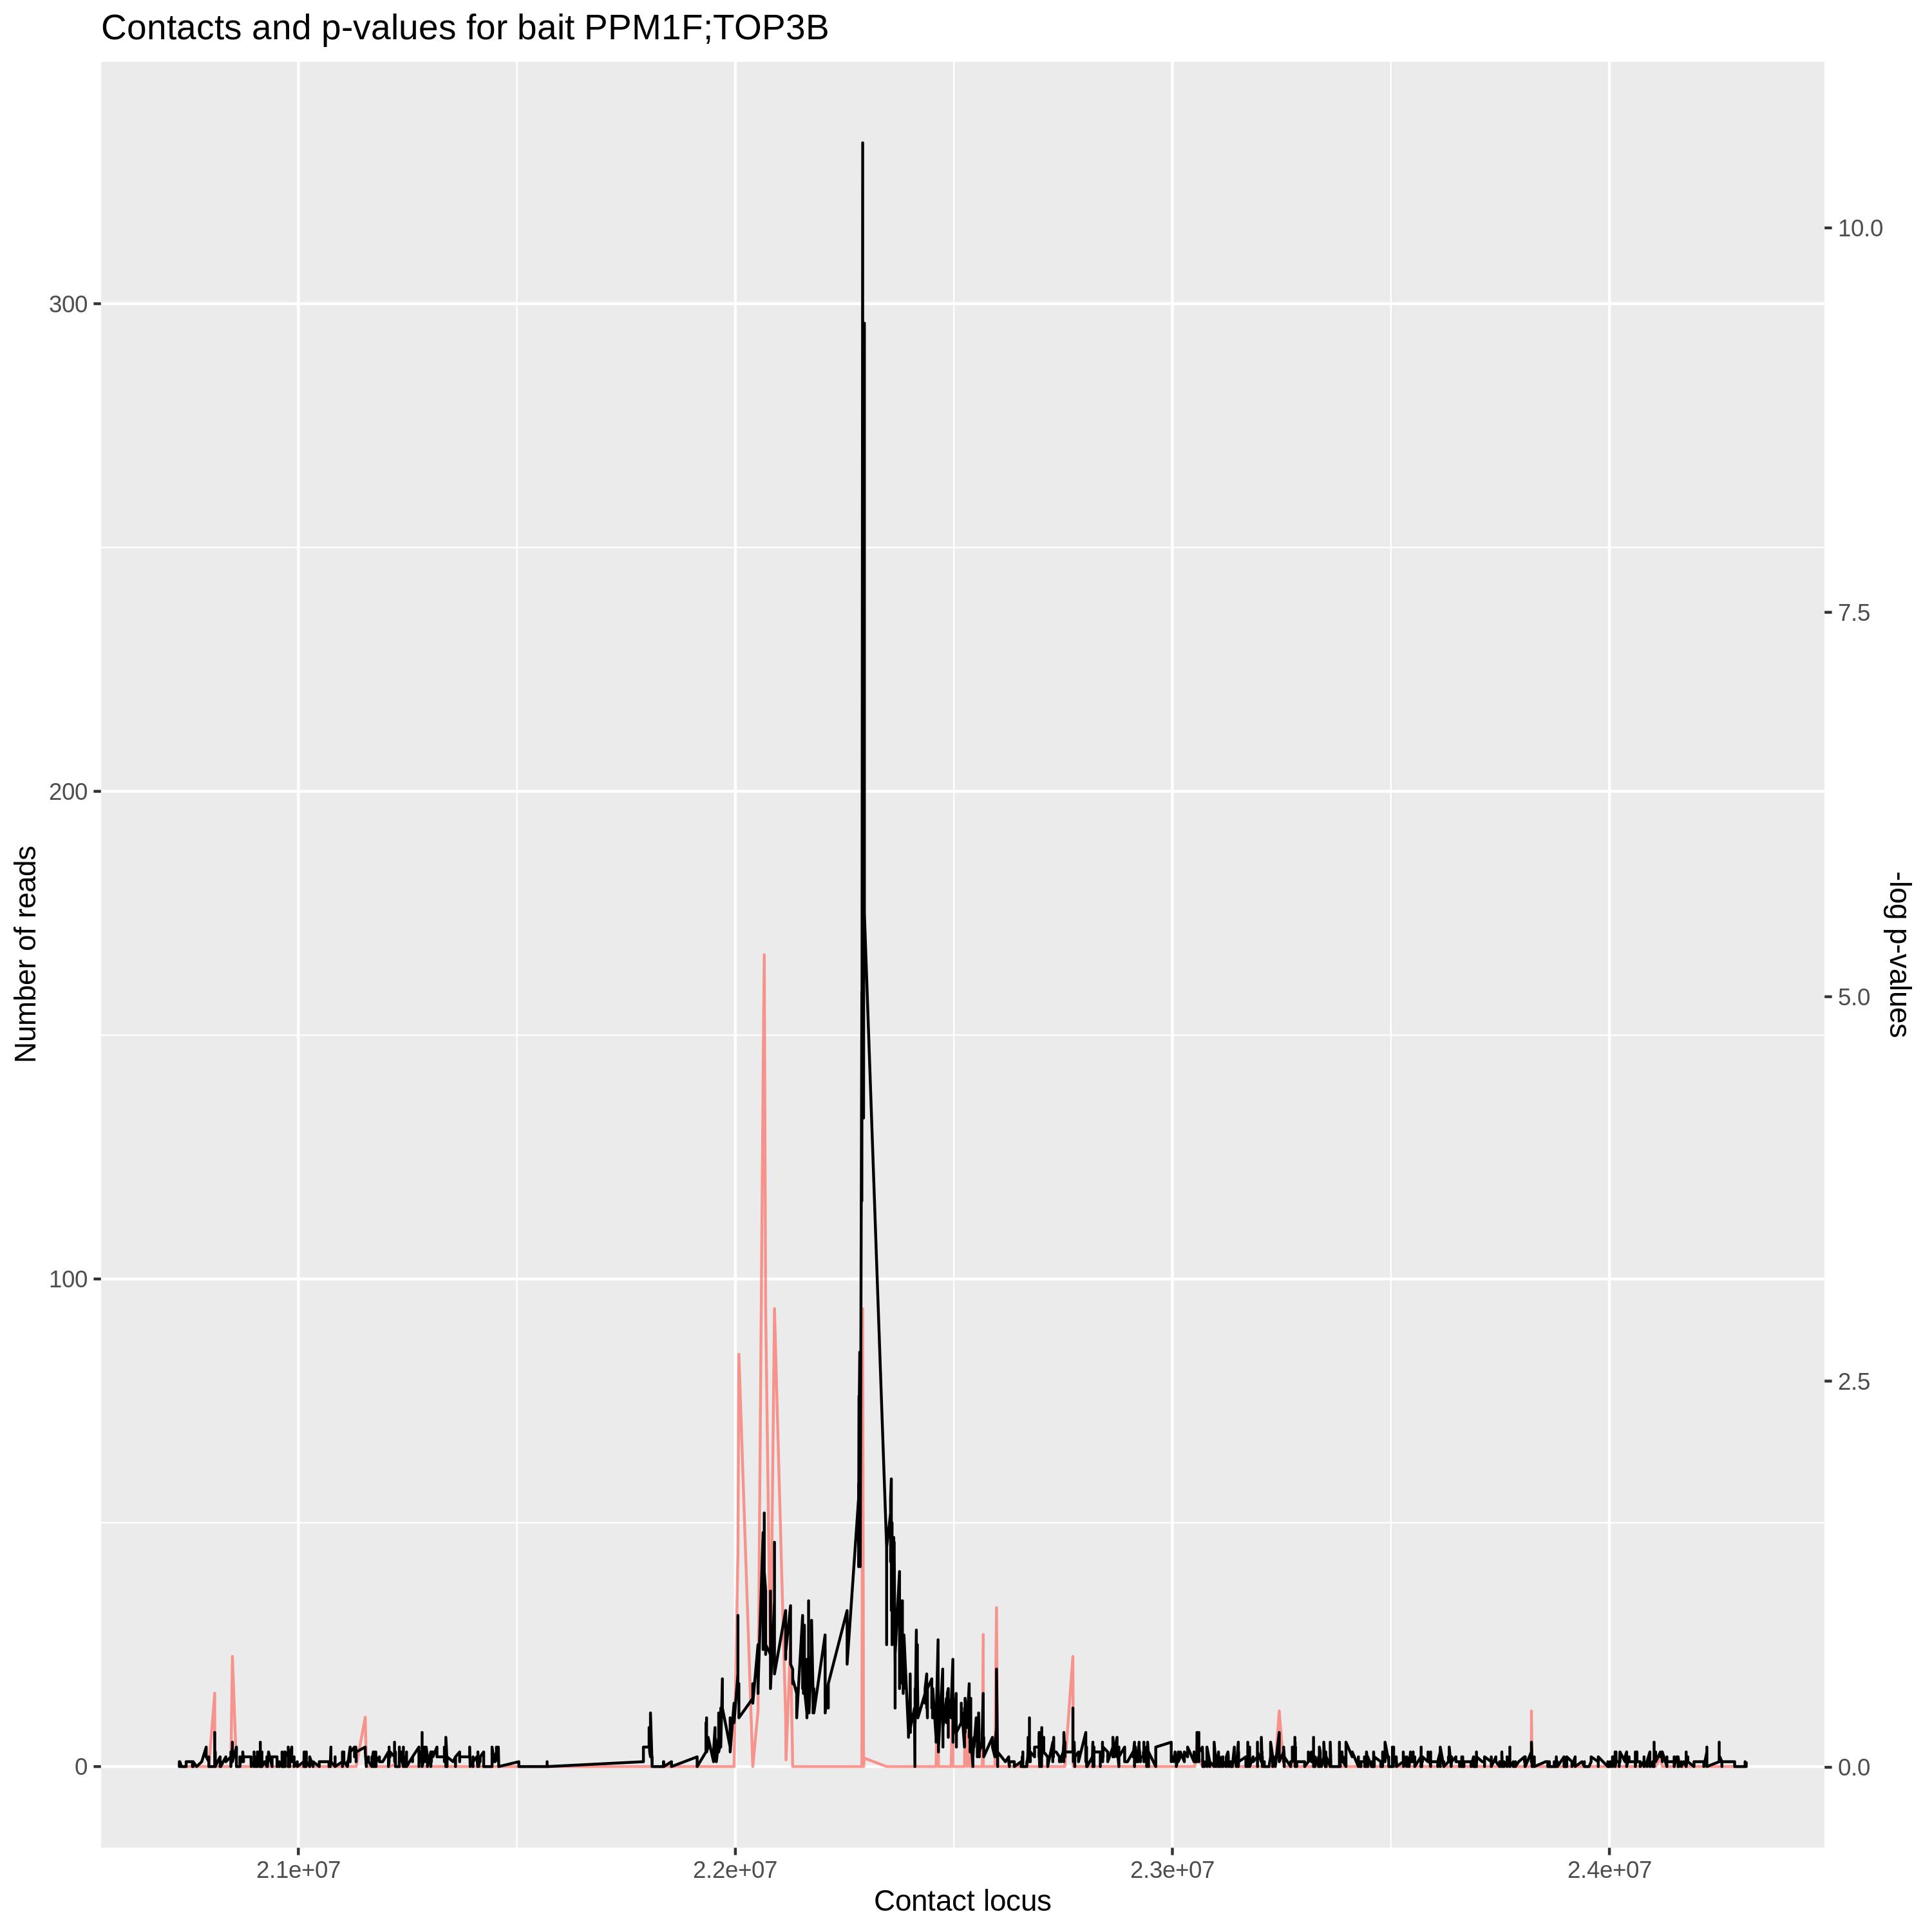 Contacts and p-values for bait PPM1F;TOP3B
Number of reads
300
200
100
0
10.0
7.5
5.0
2.5
0.0
-log p-values
2.1e+07
2.2e+07
2.3e+07
2.4e+07
Contact locus